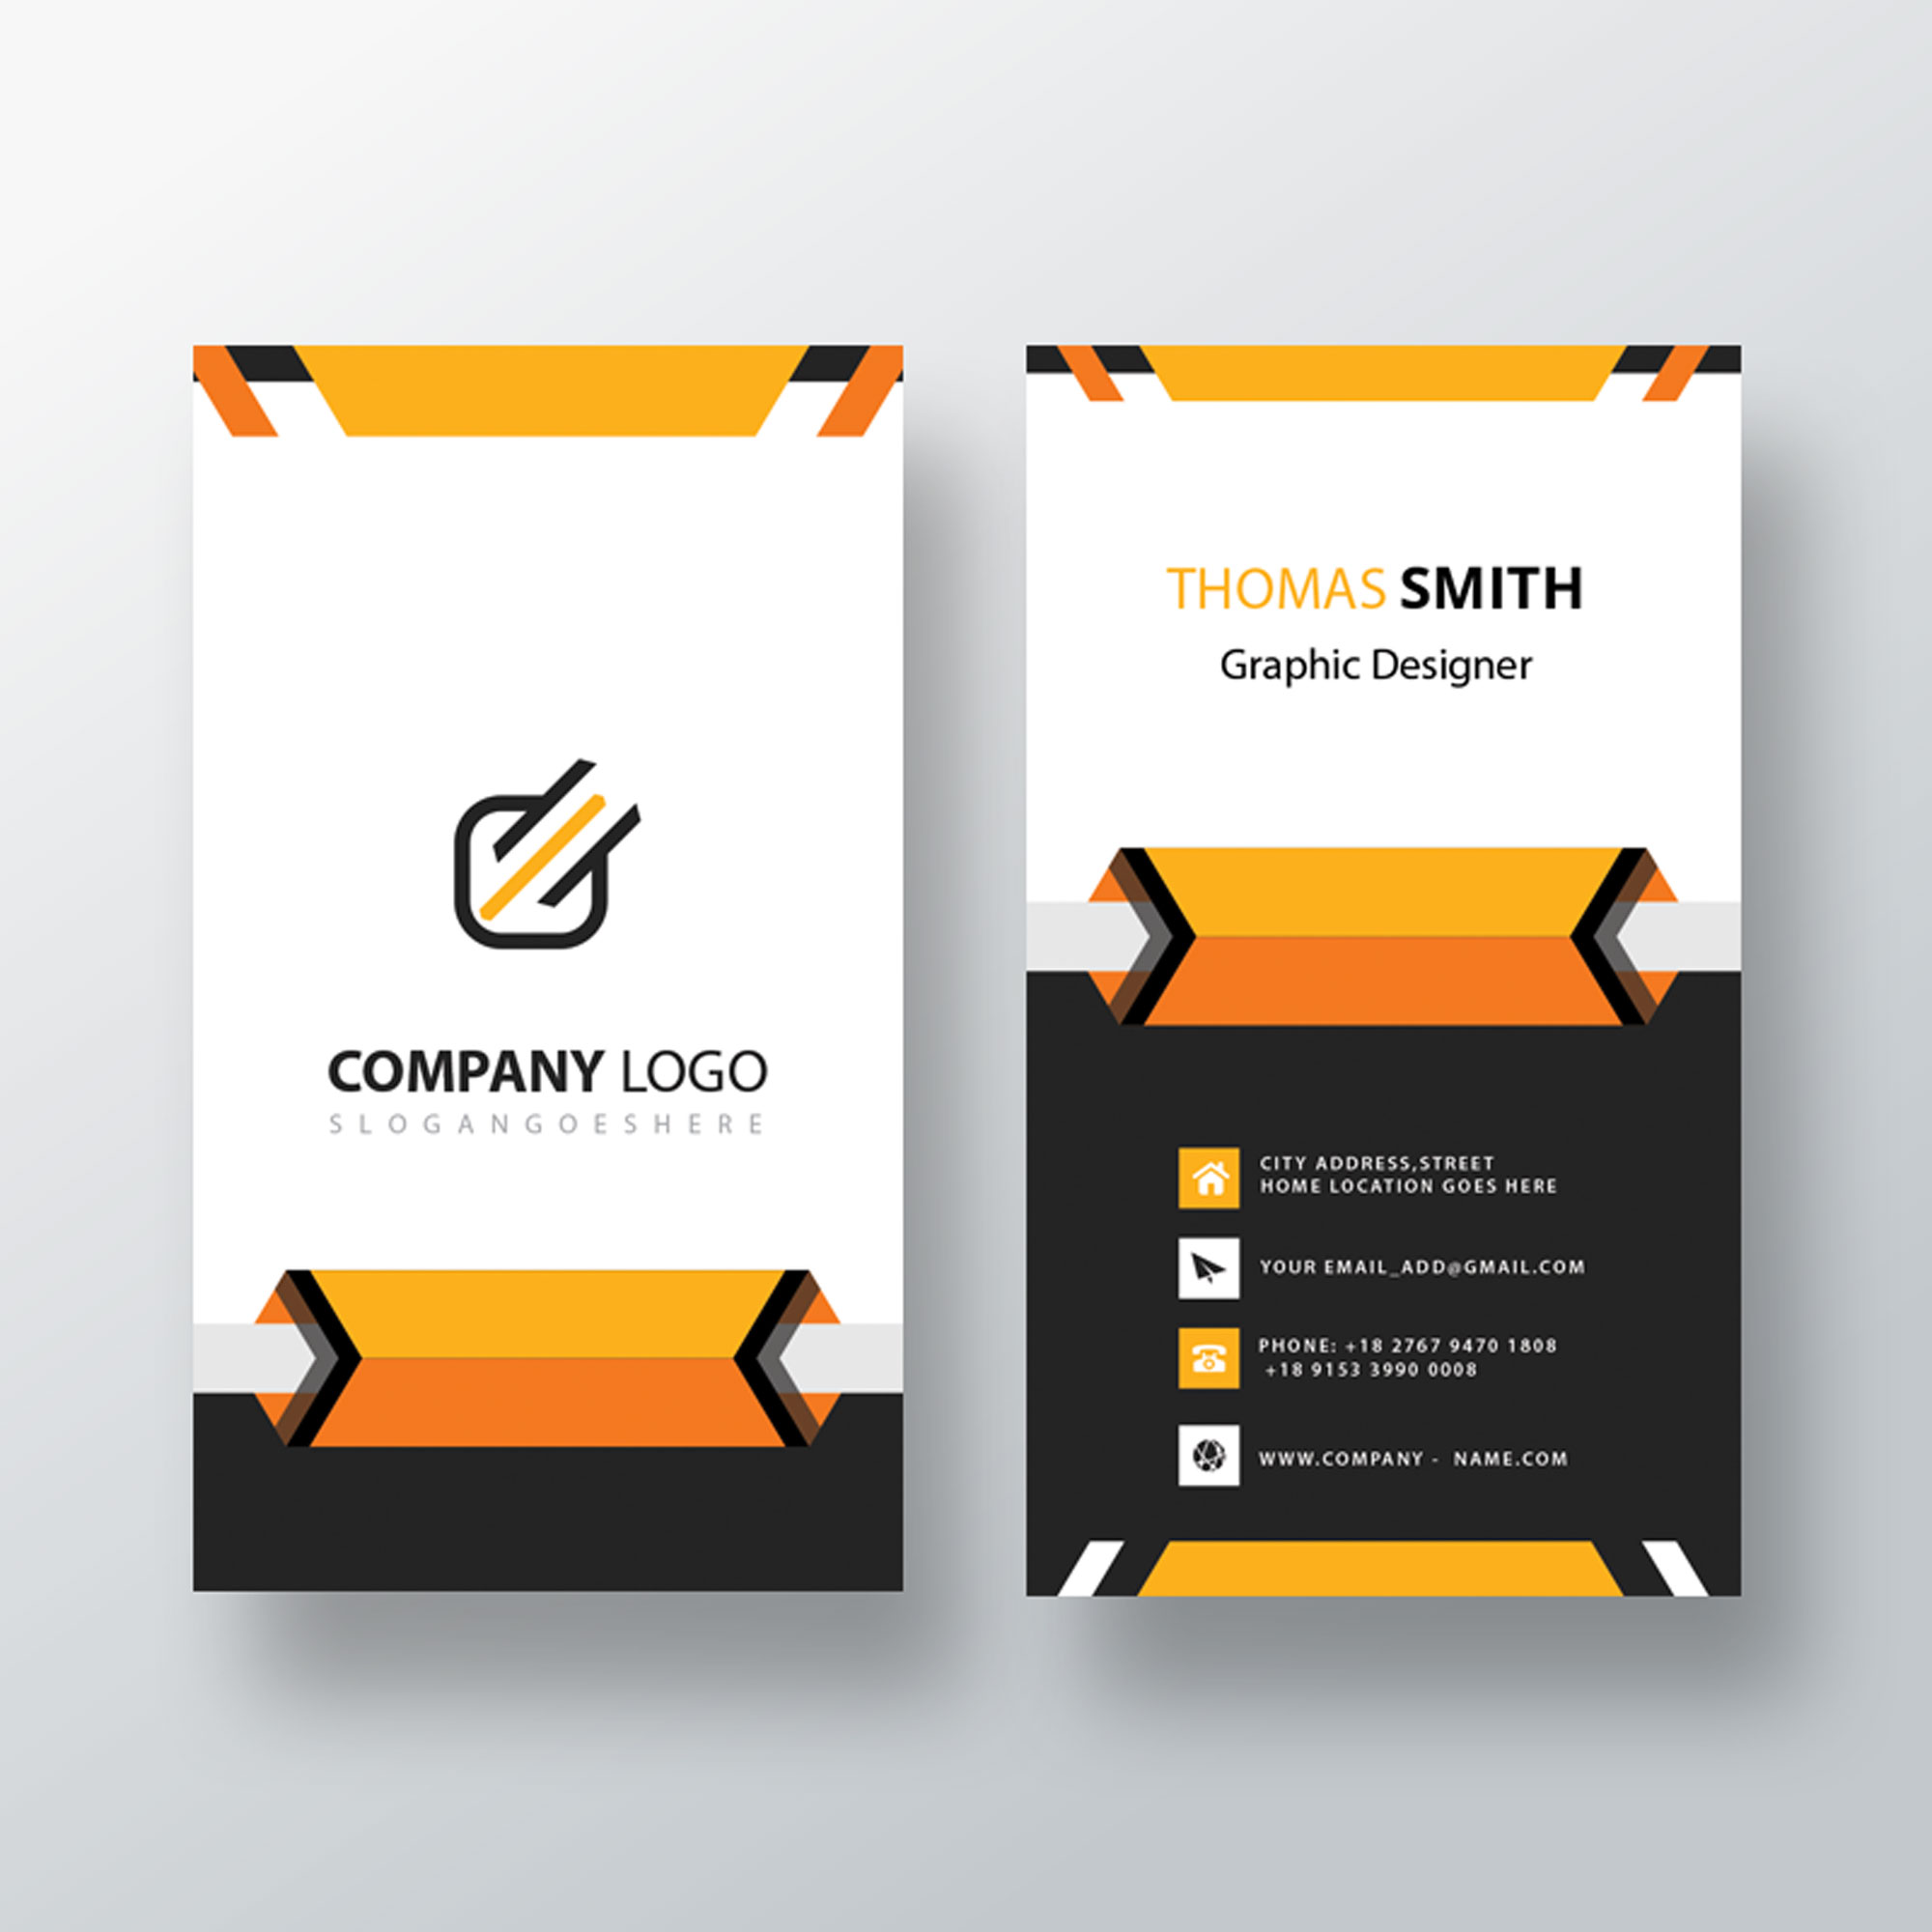 COMPANY LOGO
SLOGANGOESHERE
THOMAS SMITH
Graphic Designer
CITY ADDRESS,STREET
HOME LOCATION GOES HERE
YOUR EMAIL_ADD@GMAIL.COM
PHONE: +18 2767 9470 1808
+18 9153 3990 0008
WWW.COMPANY - NAME.COM